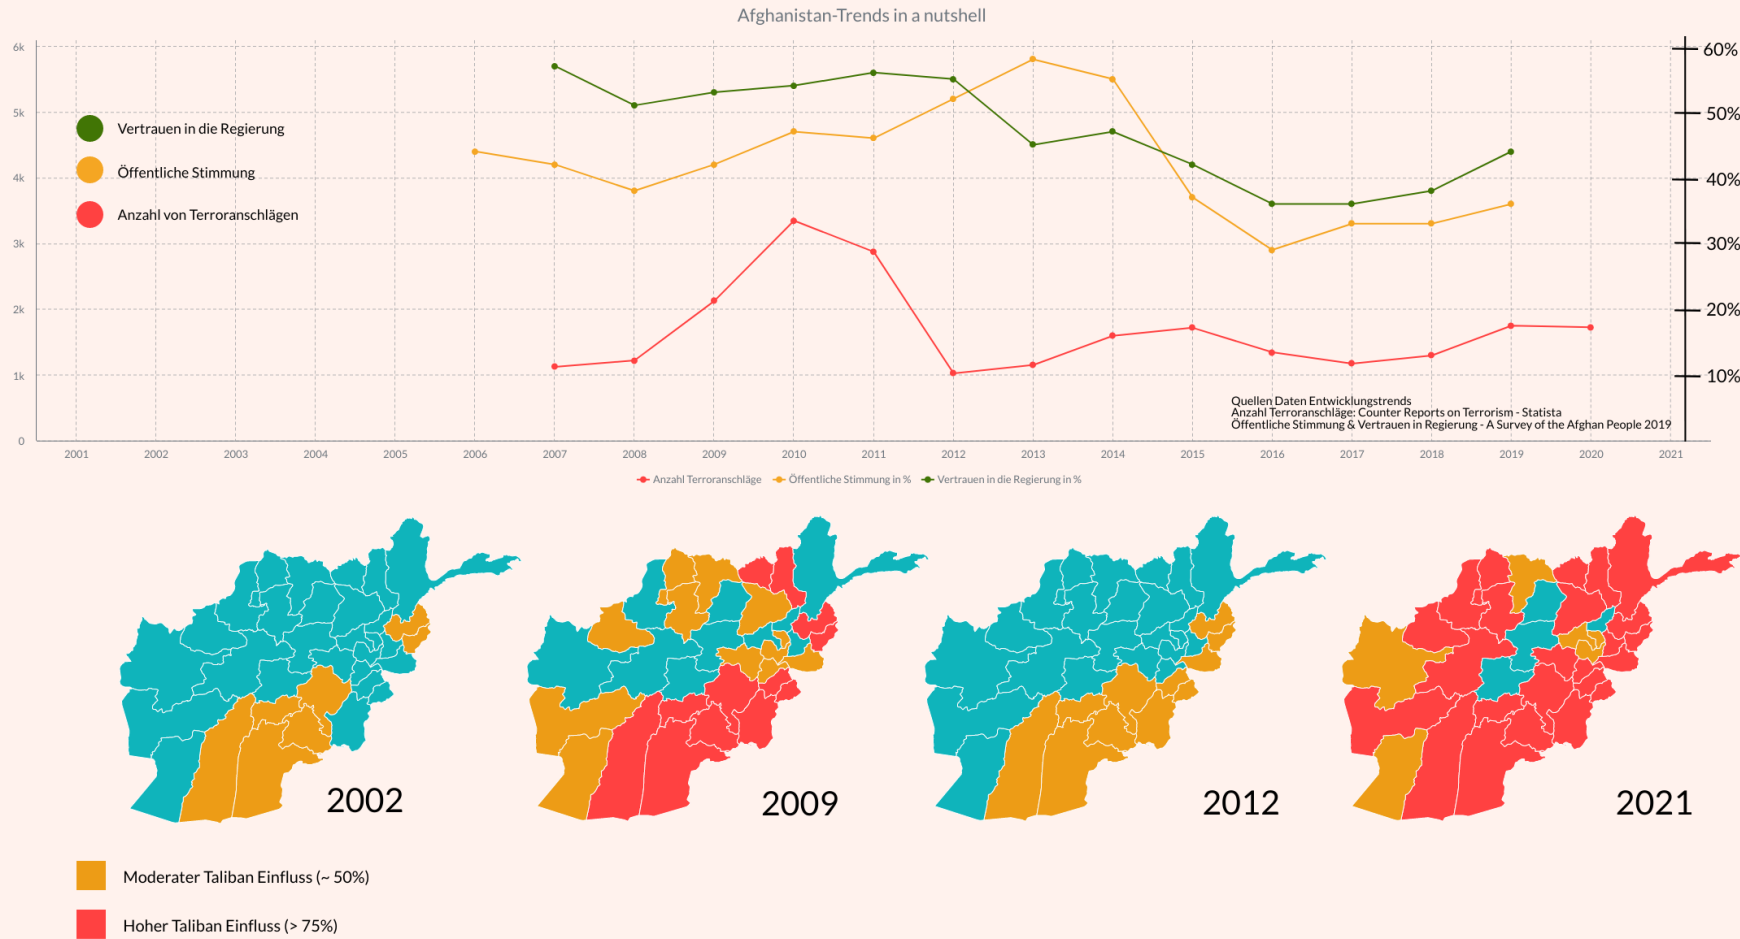 Afghanistan-Trends in a nutshell
6k
5k
4k
3k
2k
1k
0
60%
50%
40%
30%
20%
10%
Vertrauen in die Regierung
Öffentliche Stimmung
Anzahl von Terroranschlägen
Quellen Daten Entwicklungstrends
Anzahl Terroranschläge: Counter Reports on Terrorism - Statista
Öffentliche Stimmung & Vertrauen in Regierung - A Survey of the Afghan People 2019
2001 2002 2003 2004 2005 2006 2007 2008 2009 2010 2011 2012 2013 2014 2015 2016 2017 2018 2019 2020 2021
Anzahl Terroranschläge Öffentliche Stimmung in % Vertrauen in die Regierung in %
2002 2009 2012 2021
Moderater Taliban Einfluss (~ 50%)
Hoher Taliban Einfluss (> 75%)